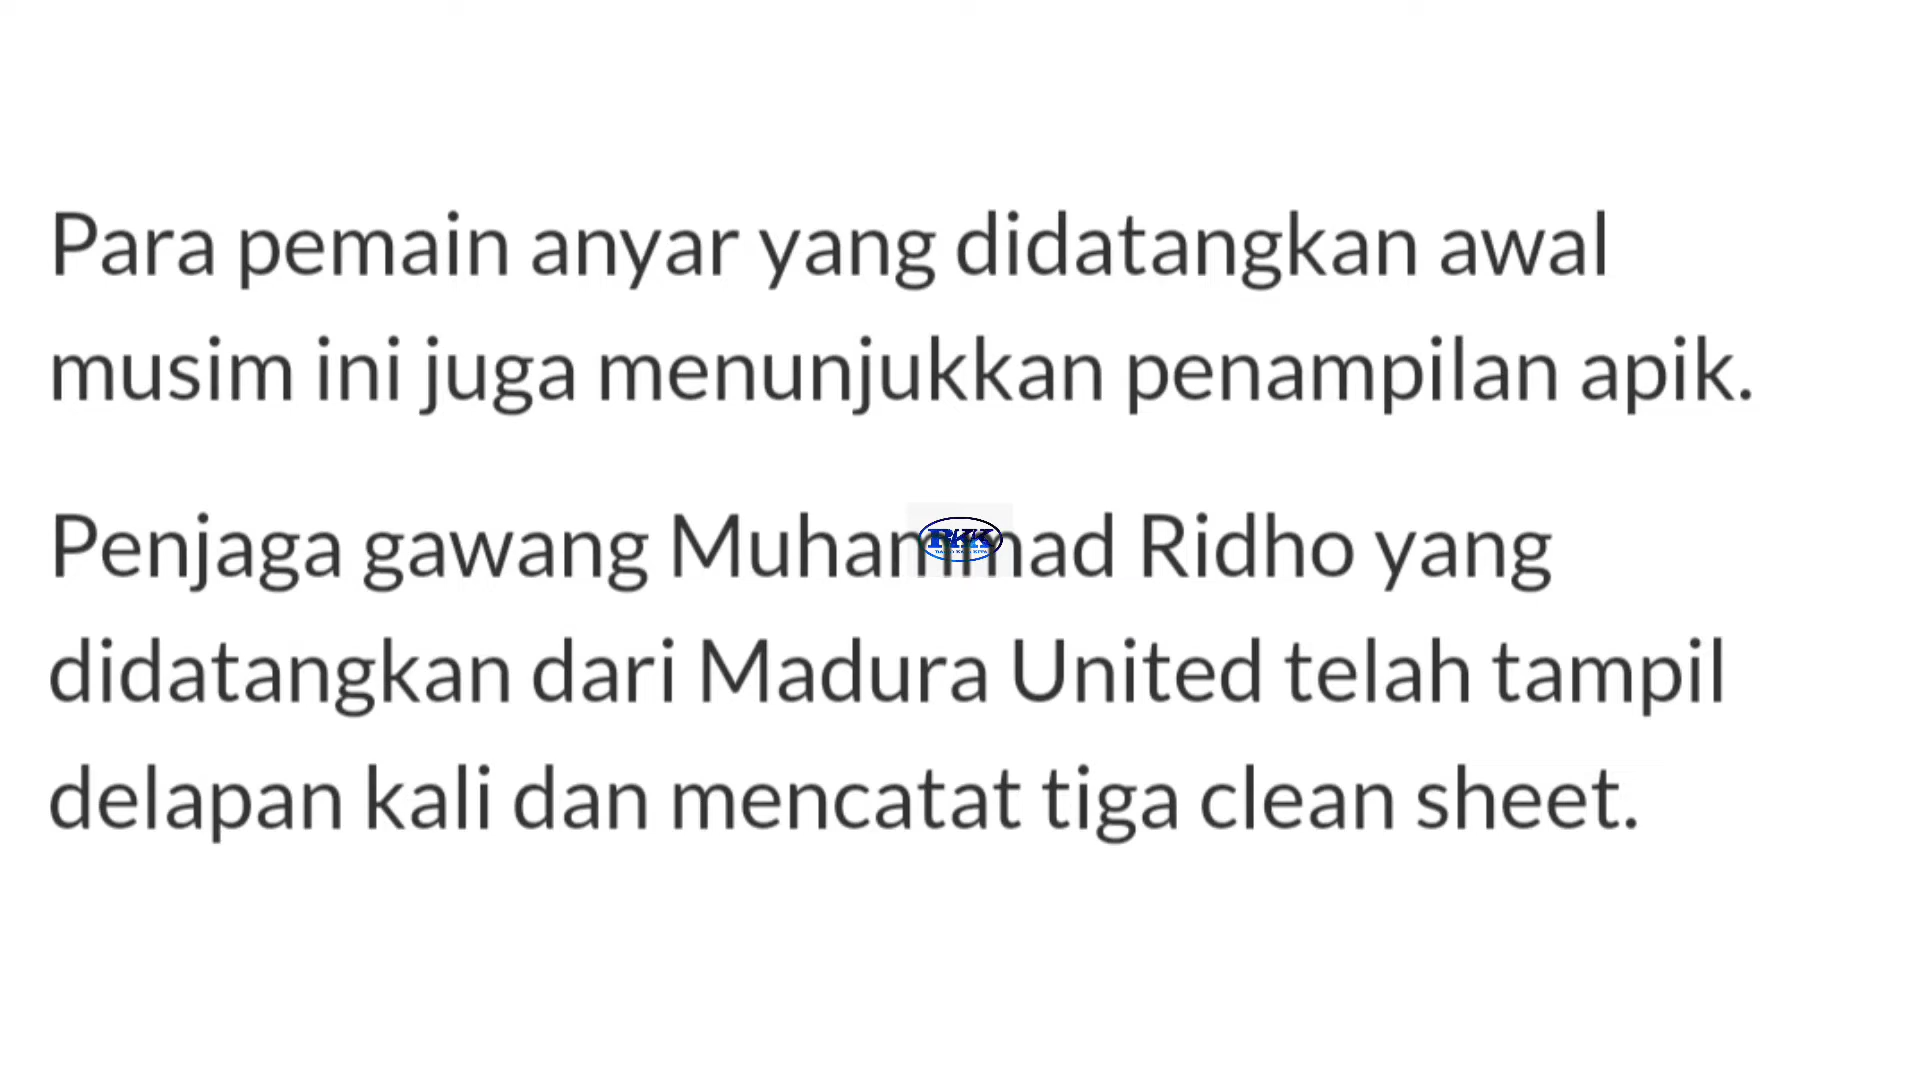 Para pemain anyar yang didatangkan awal
musim ini juga menunjukkan penampilan apik.
Penjaga gawang Muhammad Ridho yang
didatangkan dari Madura United telah tampil
delapan kali dan mencatat tiga clean sheet.